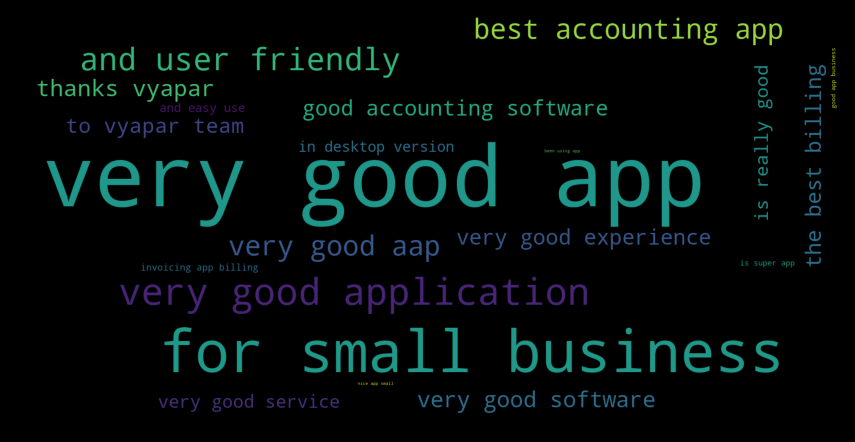 best accounting app
and user friendly
thanks vyapar
and easy use
good accounting software
to vyapar team
in desktop version
been using app
very good app
is really good
the best billing
good app business
very good aap
very good experience
invoicing app billing
is super app
very good application
for small business
nice app small
very good service
very good software